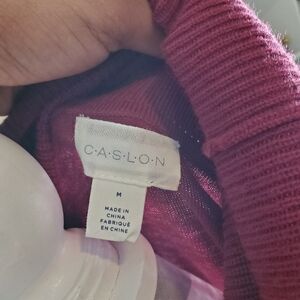 C·A·S·L·O·N
M
MADE IN
CHINA
FABRIQUÉ
EN CHINE